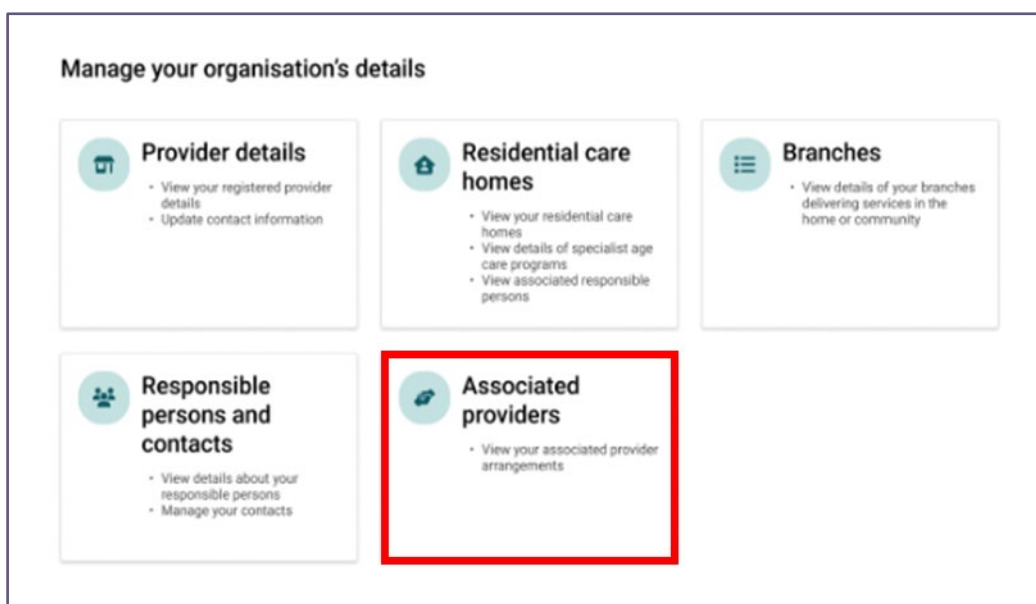 Manage your organisation's details
Provider details
• View your registered provider
details
• Update contact information
Residential care
homes
• View your residential care
homes
• View details of specialist age
care programs
• View associated responsible
persons
Branches
• View details of your branches
delivering services in the
home or community
Responsible
persons and
contacts
• View details about your
responsible persons
• Manage your contacts
Associated
providers
• View your associated provider
arrangements